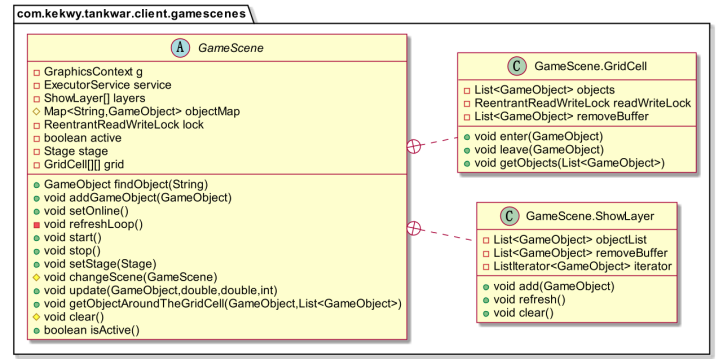 com.kekwy.tankwar.client.gamescenes
A GameScene
GraphicsContext g
ExecutorService service
ShowLayer[] layers
Map<String,GameObject> objectMap
ReentrantReadWriteLock lock
boolean active
Stage stage
GridCell[][] grid
GameObject findObject(String)
void addGameObject(GameObject)
void setOnline()
void refreshLoop()
void start()
void stop()
void setStage(Stage)
void changeScene(GameScene)
void update(GameObject,double,double,int)
void getObjectAroundTheGridCell(GameObject,List<GameObject>)
void clear()
boolean isActive()
C GameScene.GridCell
List<GameObject> objects
ReentrantReadWriteLock readWriteLock
List<GameObject> removeBuffer
void enter(GameObject)
void leave(GameObject)
void getObjects(List<GameObject>)
C GameScene.ShowLayer
List<GameObject> objectList
List<GameObject> removeBuffer
ListIterator<GameObject> iterator
void add(GameObject)
void refresh()
void clear()